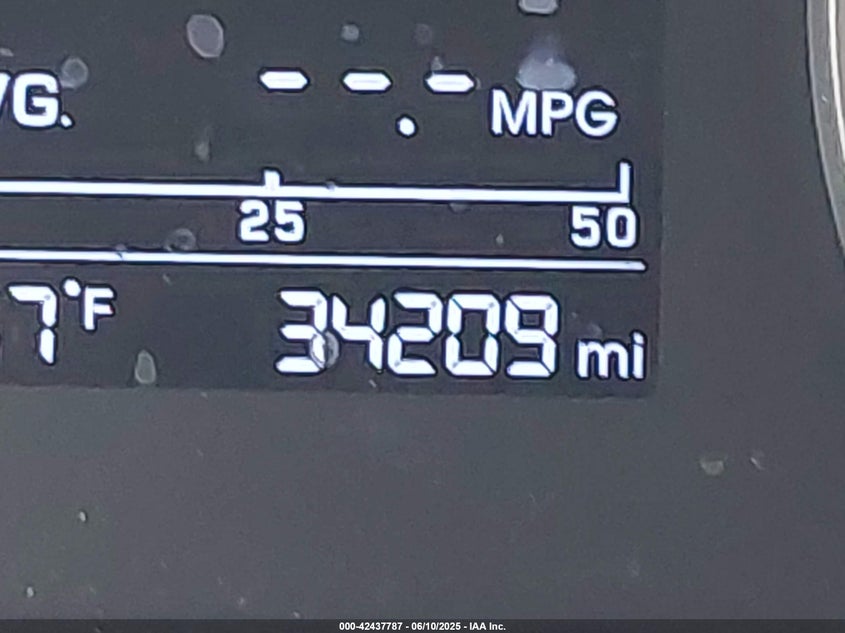 VG. --.- MPG
25 50
7°F 34209 mi
000-42437787 - 06/10/2025 - IAA Inc.